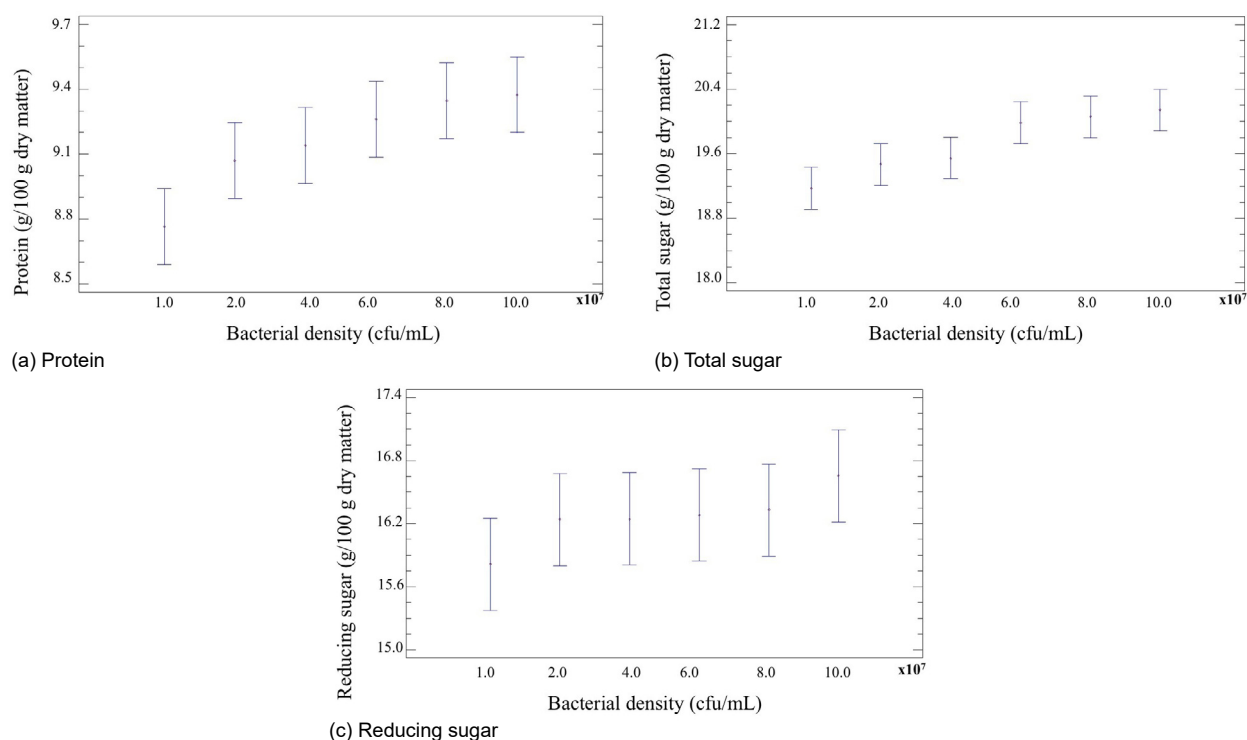 9.7
9.4
9.1
8.8
8.5
Protein (g/100 g dry matter)
1.0 2.0 4.0 6.0 8.0 10.0 x10⁷
Bacterial density (cfu/mL)
(a) Protein
21.2
20.4
19.6
18.8
18.0
Total sugar (g/100 g dry matter)
1.0 2.0 4.0 6.0 8.0 10.0 x10⁷
Bacterial density (cfu/mL)
(b) Total sugar
17.4
16.8
16.2
15.6
15.0
Reducing sugar (g/100 g dry matter)
1.0 2.0 4.0 6.0 8.0 10.0 x10⁷
Bacterial density (cfu/mL)
(c) Reducing sugar